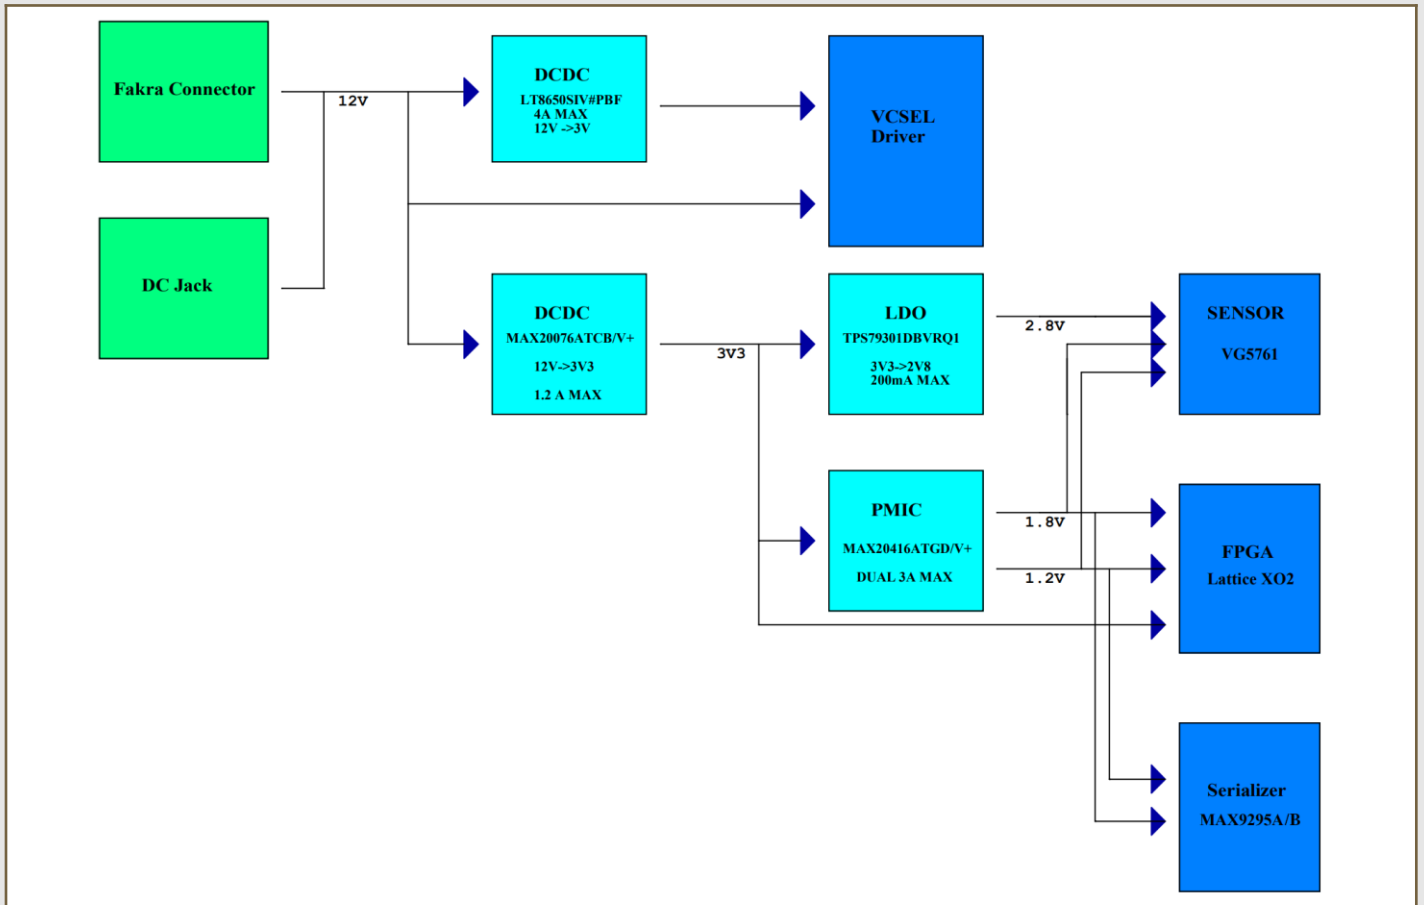 Fakra Connector
12V
DCDC
LT8650SIV#PBF
4A MAX
12V ->3V
VCSEL
Driver
DC Jack
DCDC
MAX20076ATCB/V+
12V->3V3
1.2 A MAX
3V3
LDO
TPS79301DBVRQ1
3V3->2V8
200mA MAX
2.8V
SENSOR
VG5761
PMIC
MAX20416ATGD/V+
DUAL 3A MAX
1.8V
1.2V
FPGA
Lattice XO2
Serializer
MAX9295A/B